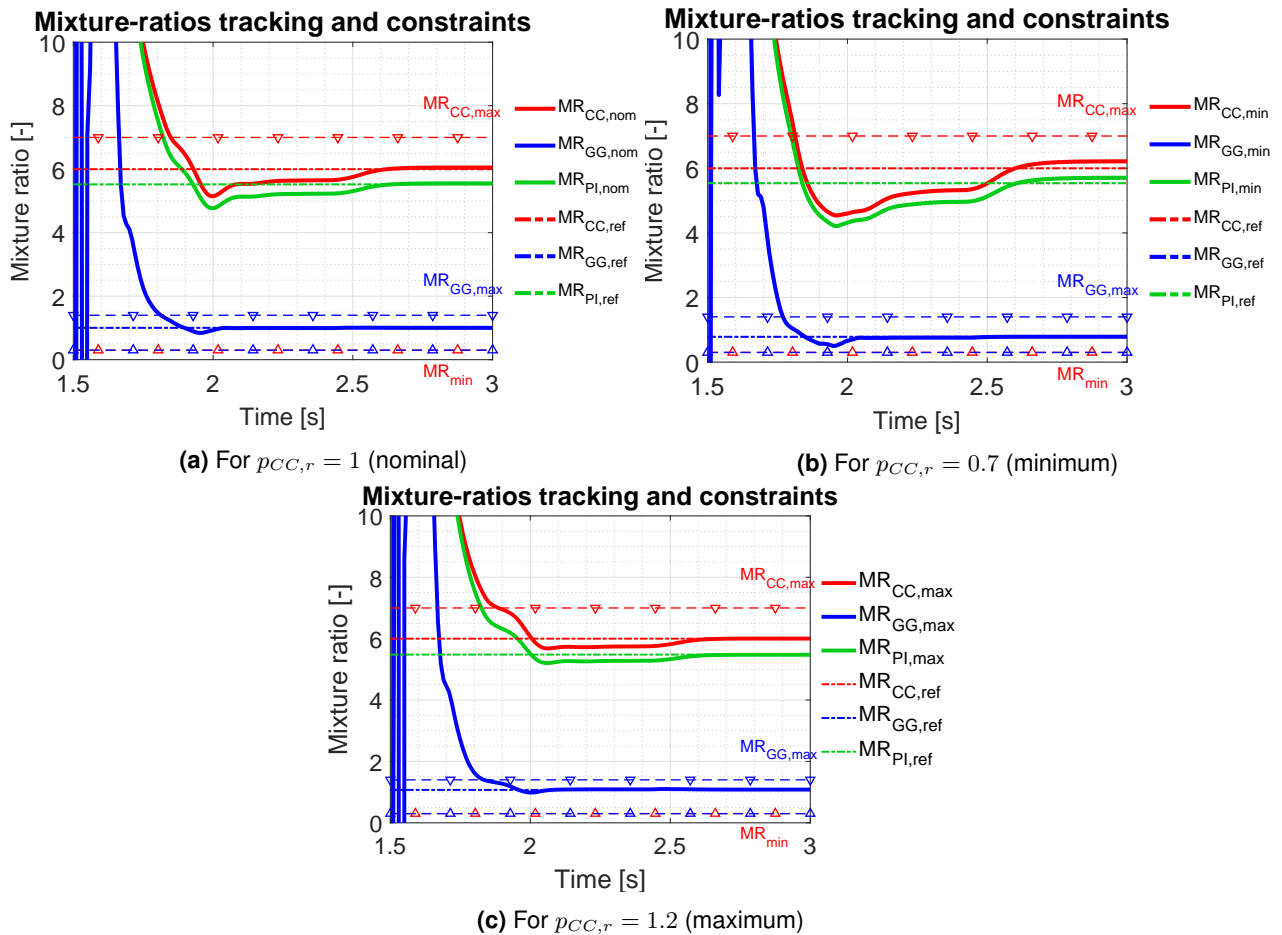 Mixture-ratios tracking and constraints
10
8
6
4
2
0
Mixture ratio [-]
1.5
2
2.5
3
Time [s]
MR_CC,max
MR_GG,max
MR_min
MR_CC,nom
MR_GG,nom
MR_PI,nom
MR_CC,ref
MR_GG,ref
MR_PI,ref
(a) For p_CC,r = 1 (nominal)
Mixture-ratios tracking and constraints
10
8
6
4
2
0
Mixture ratio [-]
1.5
2
2.5
3
Time [s]
MR_CC,max
MR_GG,max
MR_min
MR_CC,min
MR_GG,min
MR_PI,min
MR_CC,ref
MR_GG,ref
MR_PI,ref
(b) For p_CC,r = 0.7 (minimum)
Mixture-ratios tracking and constraints
10
8
6
4
2
0
Mixture ratio [-]
1.5
2
2.5
3
Time [s]
MR_CC,max
MR_GG,max
MR_min
MR_CC,max
MR_GG,max
MR_PI,max
MR_CC,ref
MR_GG,ref
MR_PI,ref
(c) For p_CC,r = 1.2 (maximum)